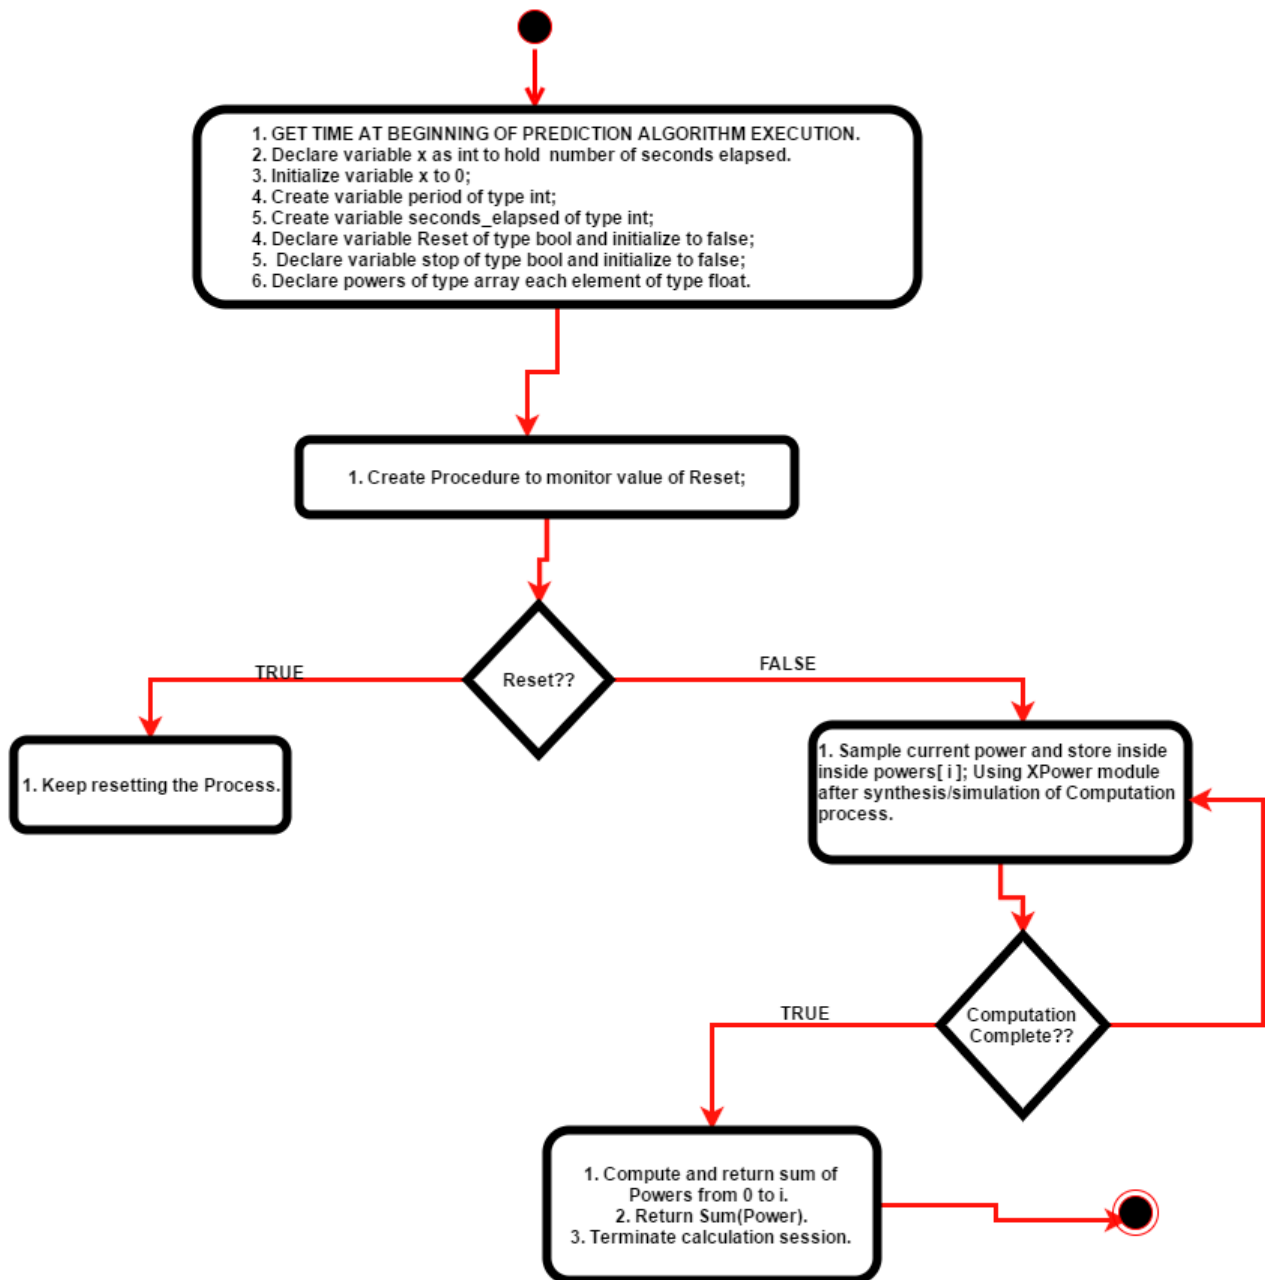 1. GET TIME AT BEGINNING OF PREDICTION ALGORITHM EXECUTION.
2. Declare variable x as int to hold number of seconds elapsed.
3. Initialize variable x to 0;
4. Create variable period of type int;
5. Create variable seconds_elapsed of type int;
4. Declare variable Reset of type bool and initialize to false;
5. Declare variable stop of type bool and initialize to false;
6. Declare powers of type array each element of type float.
1. Create Procedure to monitor value of Reset;
TRUE
Reset??
FALSE
1. Keep resetting the Process.
1. Sample current power and store inside
inside powers[ i ]; Using XPower module
after synthesis/simulation of Computation
process.
TRUE
Computation
Complete??
1. Compute and return sum of
Powers from 0 to i.
2. Return Sum(Power).
3. Terminate calculation session.